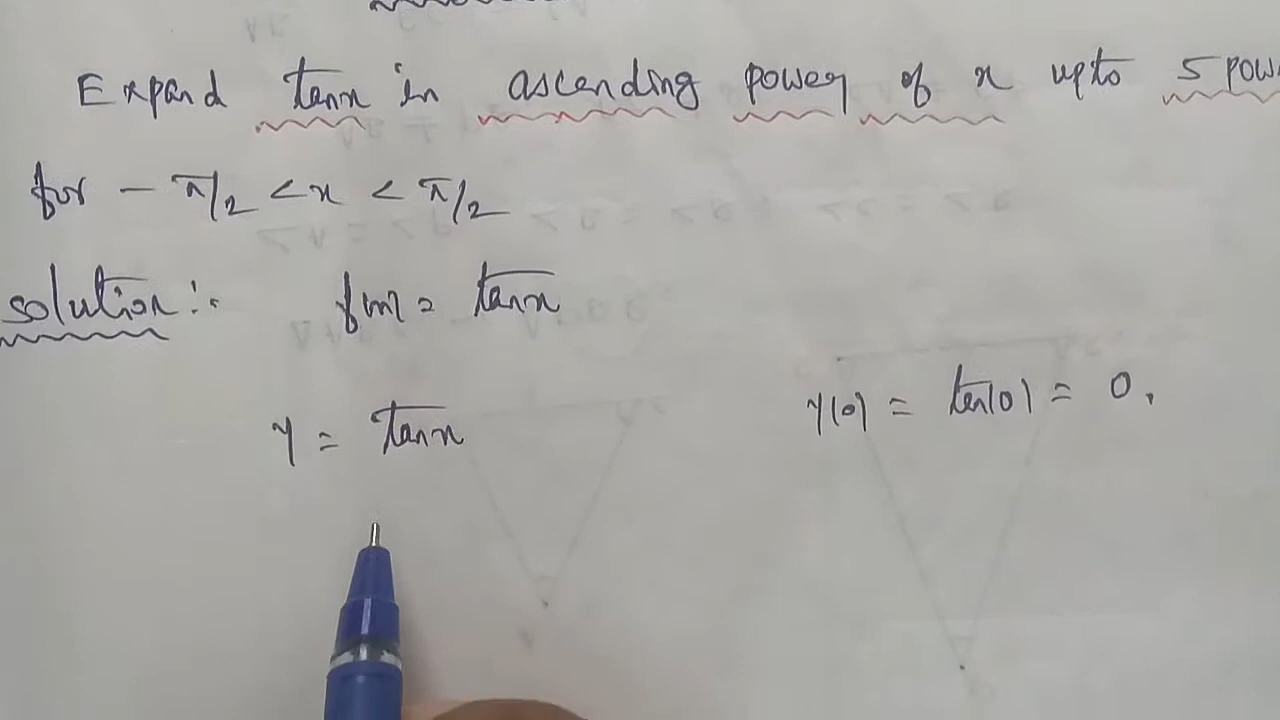 Expand tanx in ascending power of x upto 5 pow
for - π/2 < x < π/2
solution :- f(x) = tanx
y = tanx y(0) = tan(0) = 0.